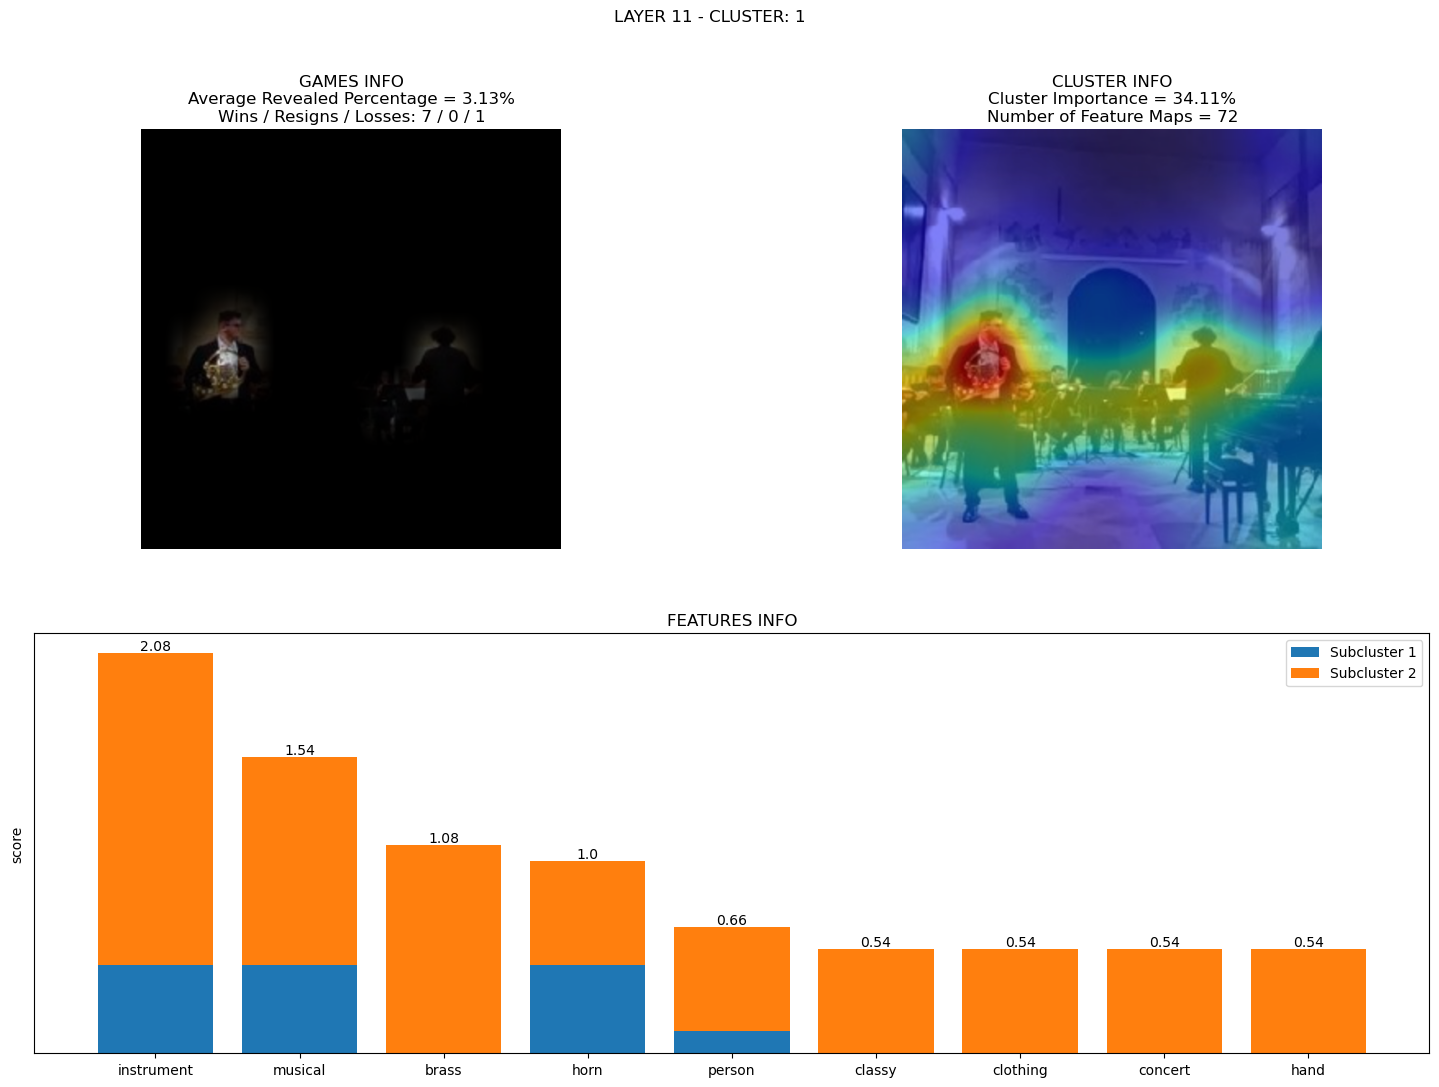 LAYER 11 - CLUSTER: 1
GAMES INFO
Average Revealed Percentage = 3.13%
Wins / Resigns / Losses: 7 / 0 / 1
CLUSTER INFO
Cluster Importance = 34.11%
Number of Feature Maps = 72
FEATURES INFO
score
2.08
1.54
1.08
1.0
0.66
0.54
0.54
0.54
0.54
Subcluster 1
Subcluster 2
instrument
musical
brass
horn
person
classy
clothing
concert
hand